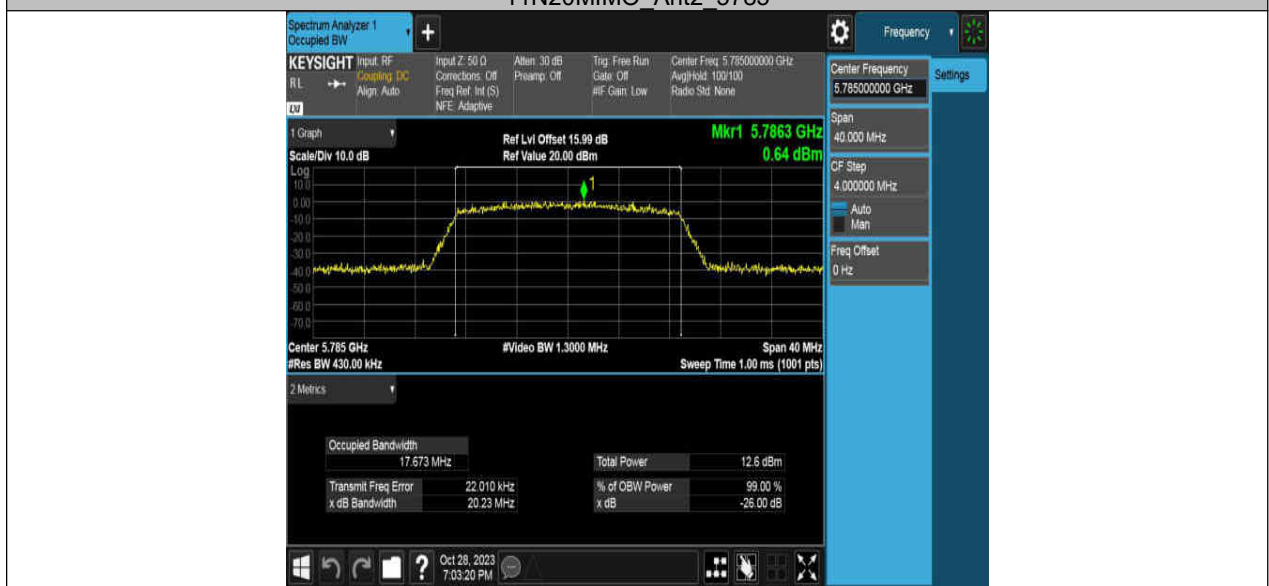 11N20MIMO_Ant2_5785
Spectrum Analyzer 1
Occupied BW
+
Frequency
KEYSIGHT
RL
LXI
Input: RF
Coupling: DC
Align: Auto
Input Z: 50 Ω
Corrections: Off
Freq Ref: Int (S)
NFE: Adaptive
Atten: 30 dB
Preamp: Off
Trig: Free Run
Gate: Off
#IF Gain: Low
Center Freq: 5.785000000 GHz
Avg|Hold: 100/100
Radio Std: None
Center Frequency
5.785000000 GHz
Settings
Span
40.000 MHz
CF Step
4.000000 MHz
Auto
Man
Freq Offset
0 Hz
1 Graph
Scale/Div 10.0 dB
Ref Lvl Offset 15.99 dB
Ref Value 20.00 dBm
Mkr1 5.7863 GHz
0.64 dBm
Log
10.0
0.00
-10.0
-20.0
-30.0
-40.0
-50.0
-60.0
-70.0
1
Center 5.785 GHz
#Video BW 1.3000 MHz
Span 40 MHz
#Res BW 430.00 kHz
Sweep Time 1.00 ms (1001 pts)
2 Metrics
Occupied Bandwidth
17.673 MHz
Total Power 12.6 dBm
Transmit Freq Error 22.010 kHz
% of OBW Power 99.00 %
x dB Bandwidth 20.23 MHz
x dB -26.00 dB
?
Oct 28, 2023
7:03:20 PM